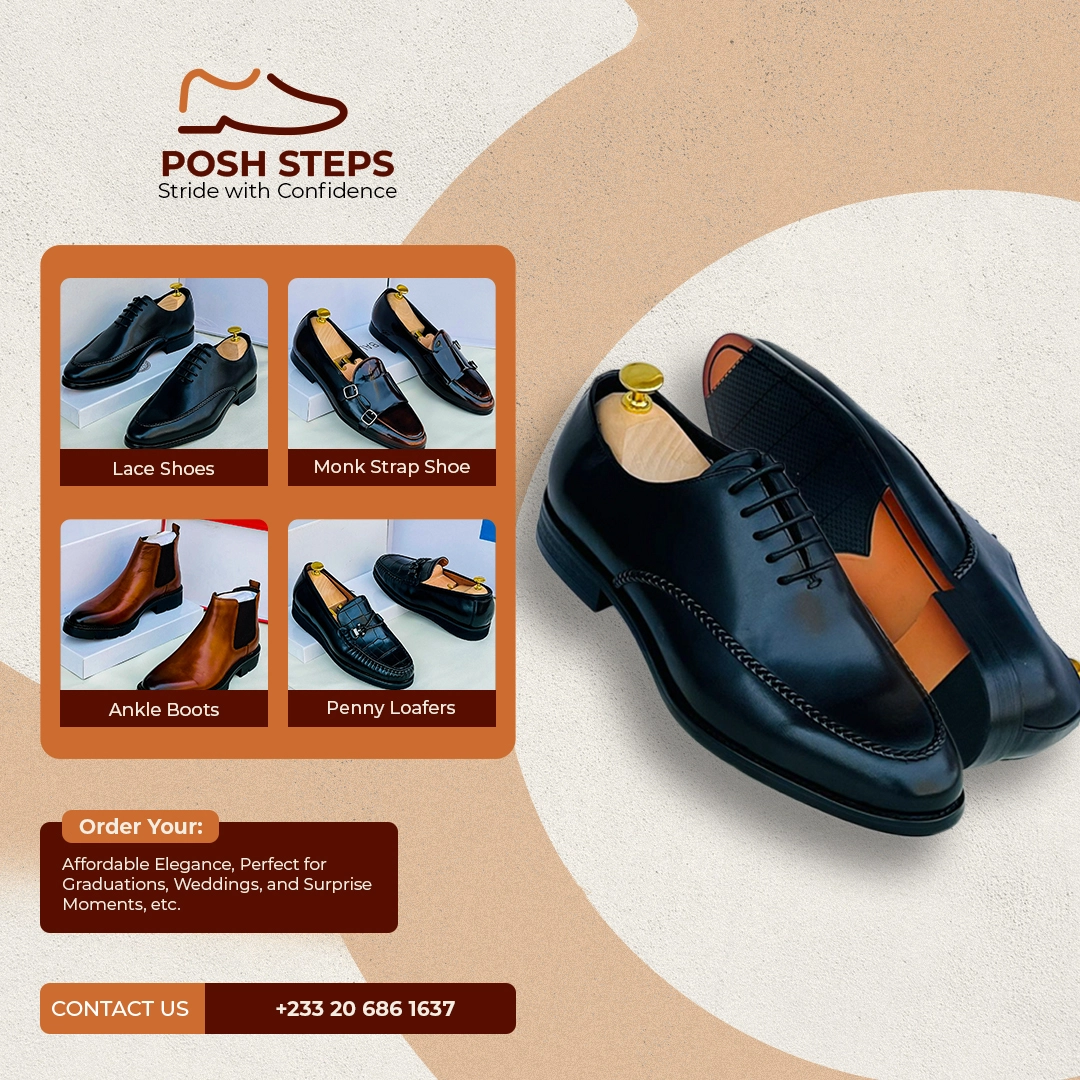 POSH STEPS
Stride with Confidence
Lace Shoes
Monk Strap Shoe
Ankle Boots
Penny Loafers
Order Your:
Affordable Elegance, Perfect for
Graduations, Weddings, and Surprise
Moments, etc.
CONTACT US
+233 20 686 1637